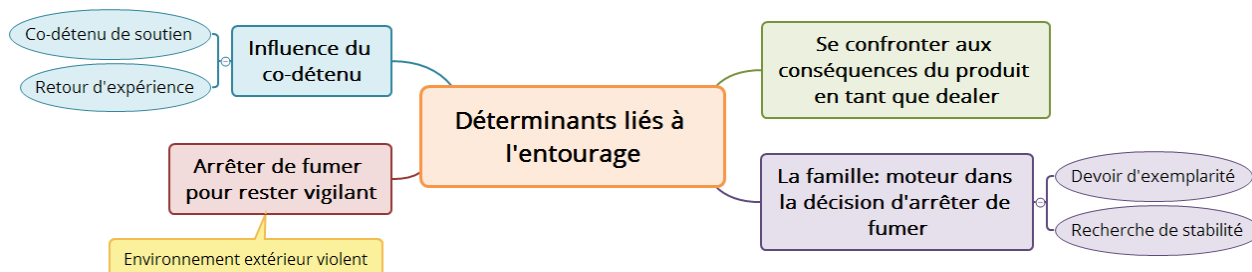 Co-détenu de soutien
Retour d'expérience
Influence du
co-détenu
Arrêter de fumer
pour rester vigilant
Environnement extérieur violent
Déterminants liés à
l'entourage
Se confronter aux
conséquences du produit
en tant que dealer
La famille: moteur dans
la décision d'arrêter de
fumer
Devoir d'exemplarité
Recherche de stabilité